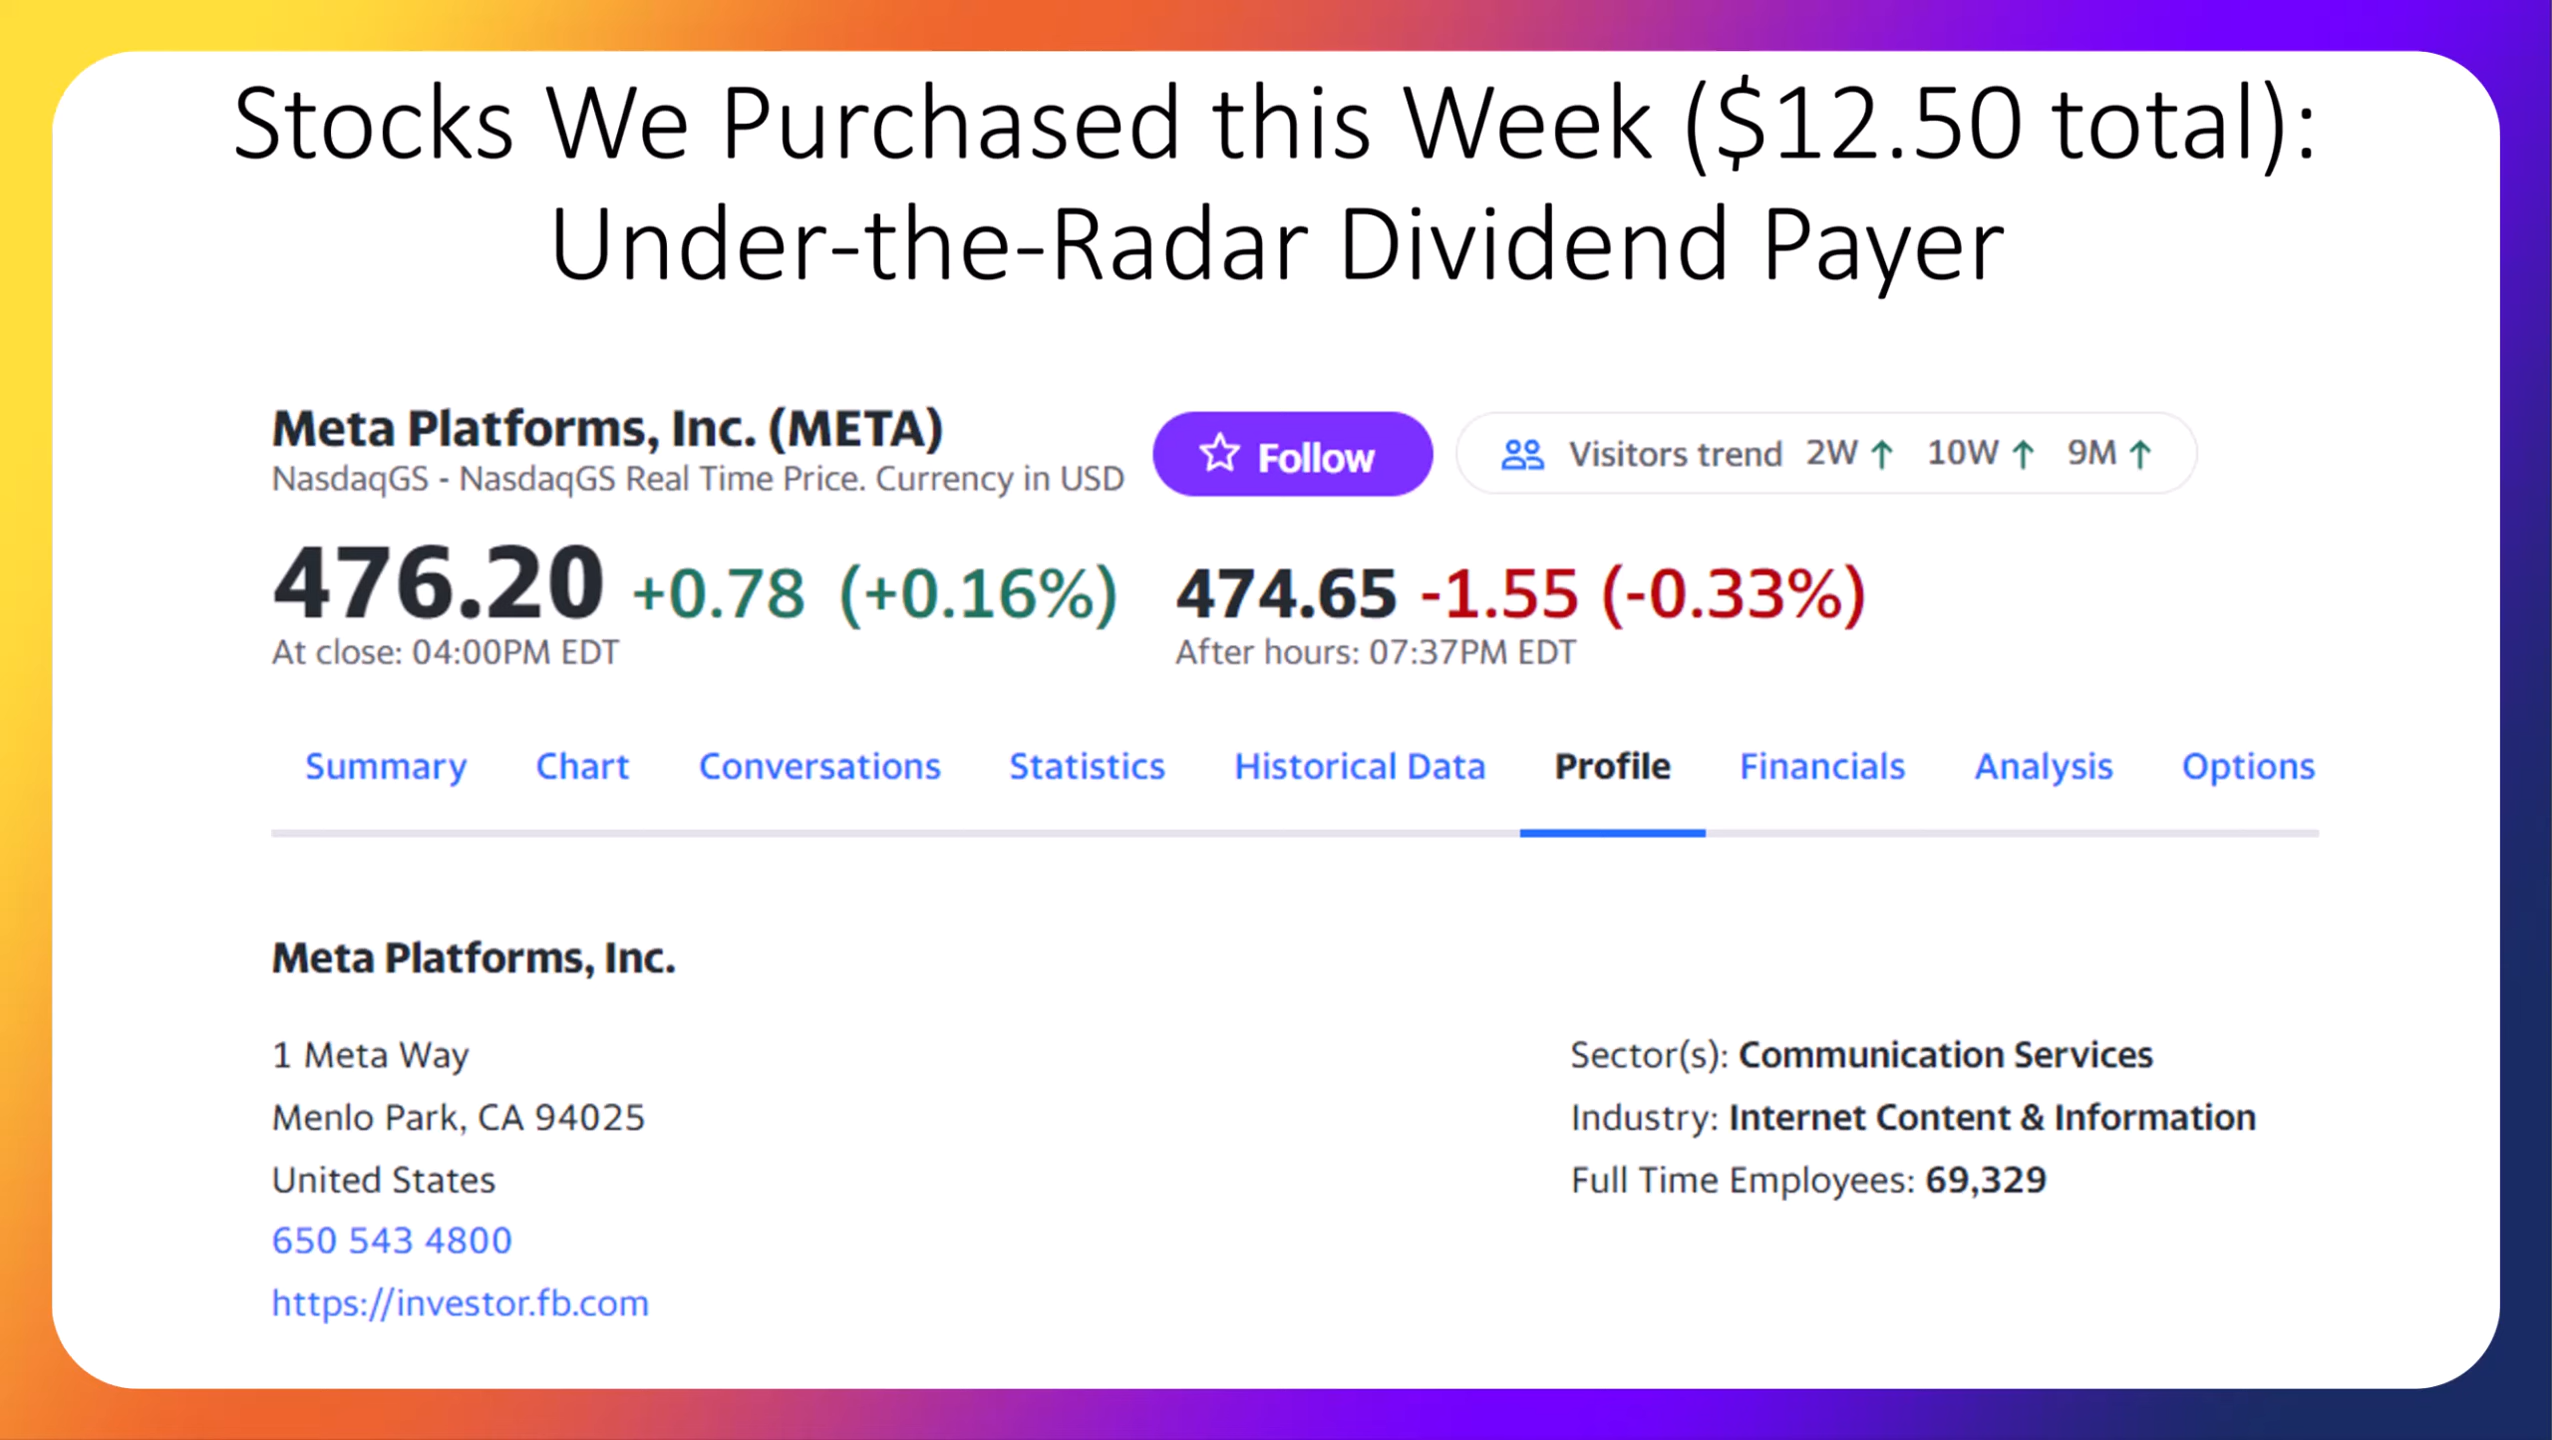 Stocks We Purchased this Week ($12.50 total):
Under-the-Radar Dividend Payer
Meta Platforms, Inc. (META)
NasdaqGS - NasdaqGS Real Time Price. Currency in USD
Follow
Visitors trend 2W ↑ 10W ↑ 9M ↑
476.20 +0.78 (+0.16%)
At close: 04:00PM EDT
474.65 -1.55 (-0.33%)
After hours: 07:37PM EDT
Summary Chart Conversations Statistics Historical Data Profile Financials Analysis Options
Meta Platforms, Inc.
1 Meta Way
Menlo Park, CA 94025
United States
650 543 4800
https://investor.fb.com
Sector(s): Communication Services
Industry: Internet Content & Information
Full Time Employees: 69,329